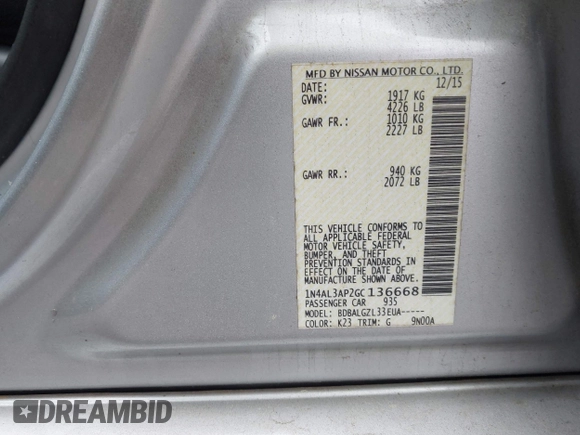 MFD BY NISSAN MOTOR CO., LTD.
DATE: 12/15
GVWR: 1917 KG
4226 LB
GAWR FR.: 1010 KG
2227 LB
GAWR RR.: 940 KG
2072 LB
THIS VEHICLE CONFORMS TO
ALL APPLICABLE FEDERAL
MOTOR VEHICLE SAFETY,
BUMPER, AND THEFT
PREVENTION STANDARDS IN
EFFECT ON THE DATE OF
MANUFACTURE SHOWN ABOVE.
1N4AL3AP2GC136668
PASSENGER CAR 935
MODEL: BDBALGZL33EUA-----
COLOR: K23 TRIM: G 9N00A
DREAMBID